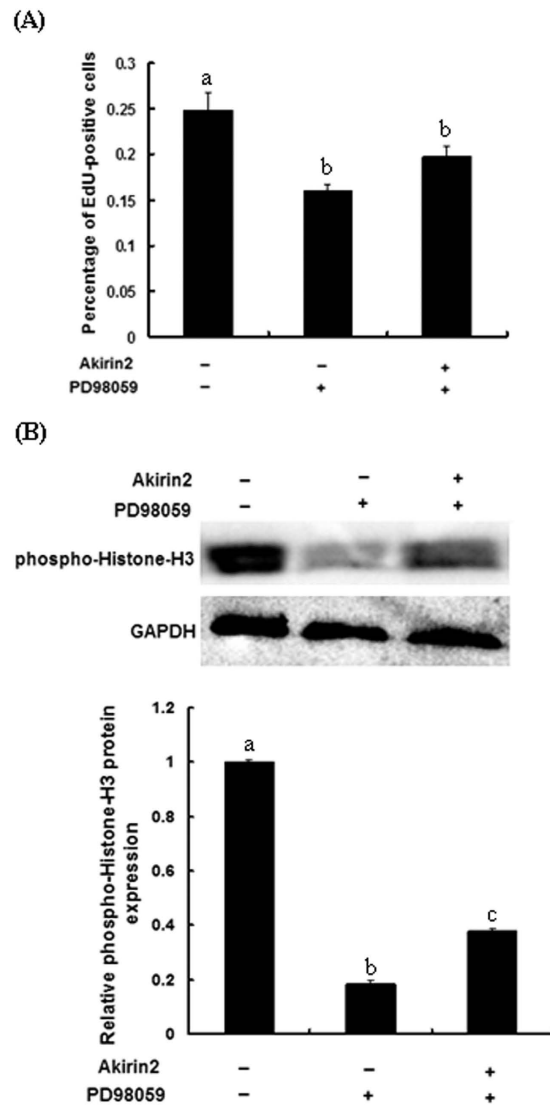 (A)
Percentage of EdU-positive cells
0.3
0.25
0.2
0.15
0.1
0.05
0
a
b
b
Akirin2 – – +
PD98059 – + +
(B)
Akirin2 – – +
PD98059 – + +
phospho-Histone-H3
GAPDH
Relative phospho-Histone-H3 protein
expression
1.2
1
0.8
0.6
0.4
0.2
0
a
b
c
Akirin2 – – +
PD98059 – + +